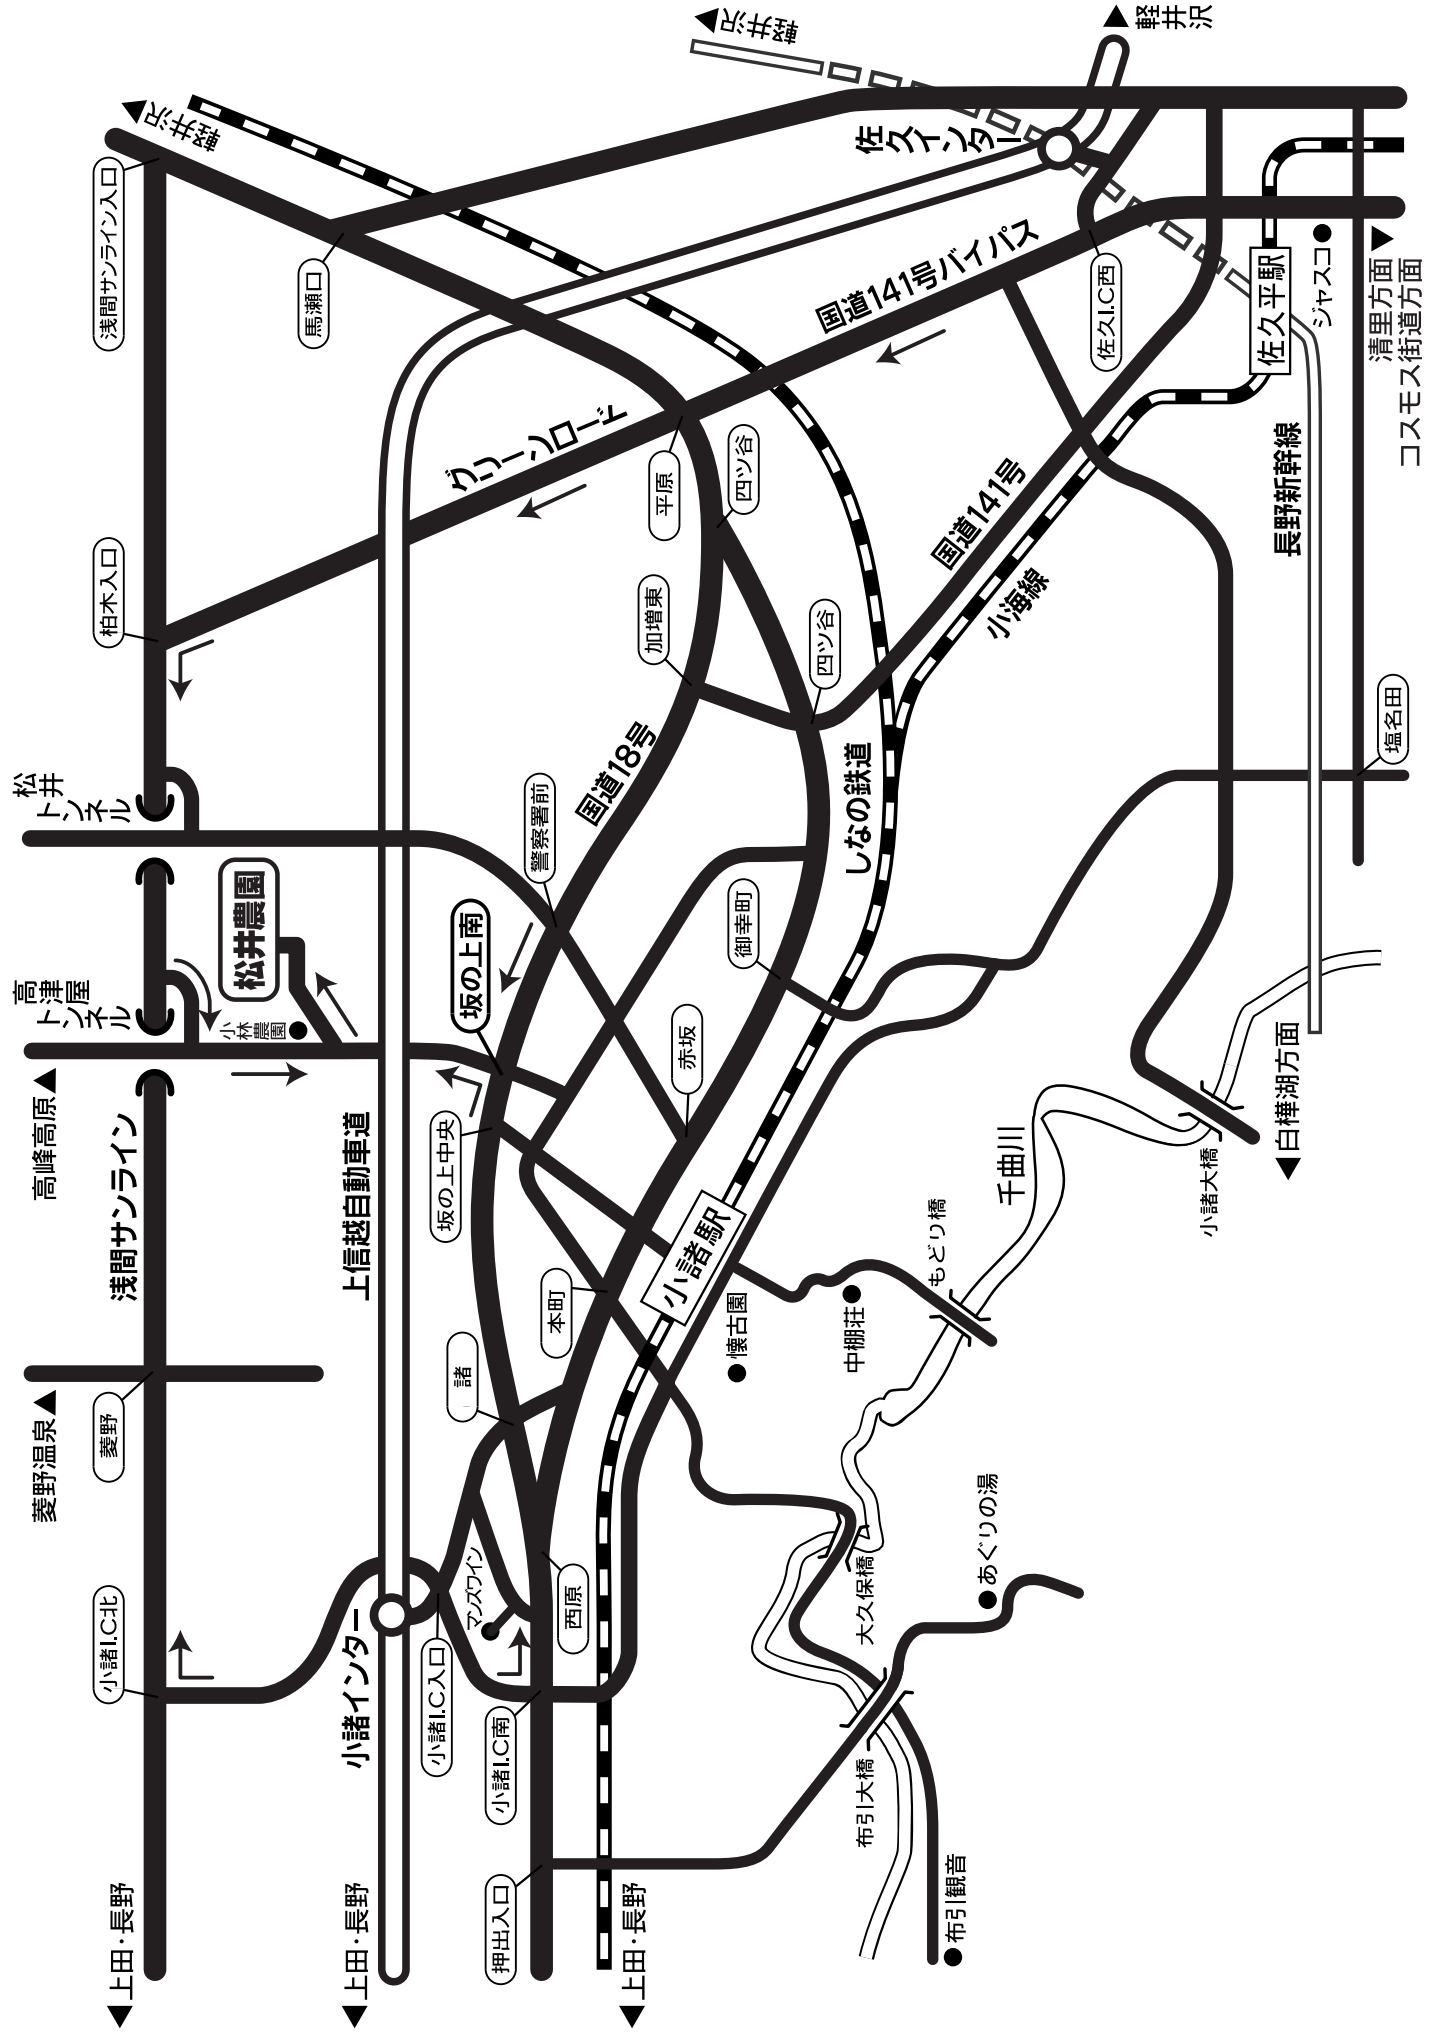 上田・長野
小諸I.C北
菱野温泉
菱野
浅間サンライン
高峰高原
高津屋
トンネル
松井
トンネル
柏木入口
浅間サンライン入口
軽井沢
馬瀬口
小林農園
松井農園
上田・長野
小諸インター
上信越自動車道
グリーンロード
国道141号バイパス
佐久
インター
軽井沢
軽井沢
小諸I.C入口
マンズワイン
諸
坂の上中央
坂の上南
警察署前
国道18号
加増東
平原
四ツ谷
押出入口
小諸I.C南
西原
本町
赤坂
御幸町
四ツ谷
国道141号
小海線
佐久I.C西
上田・長野
小諸駅
しなの鉄道
懐古園
中棚荘
もどり橋
千曲川
長野新幹線
佐久平駅
ジャスコ
清里方面
コスモス街道方面
塩名田
布引大橋
大久保橋
あぐりの湯
布引観音
小諸大橋
白樺湖方面